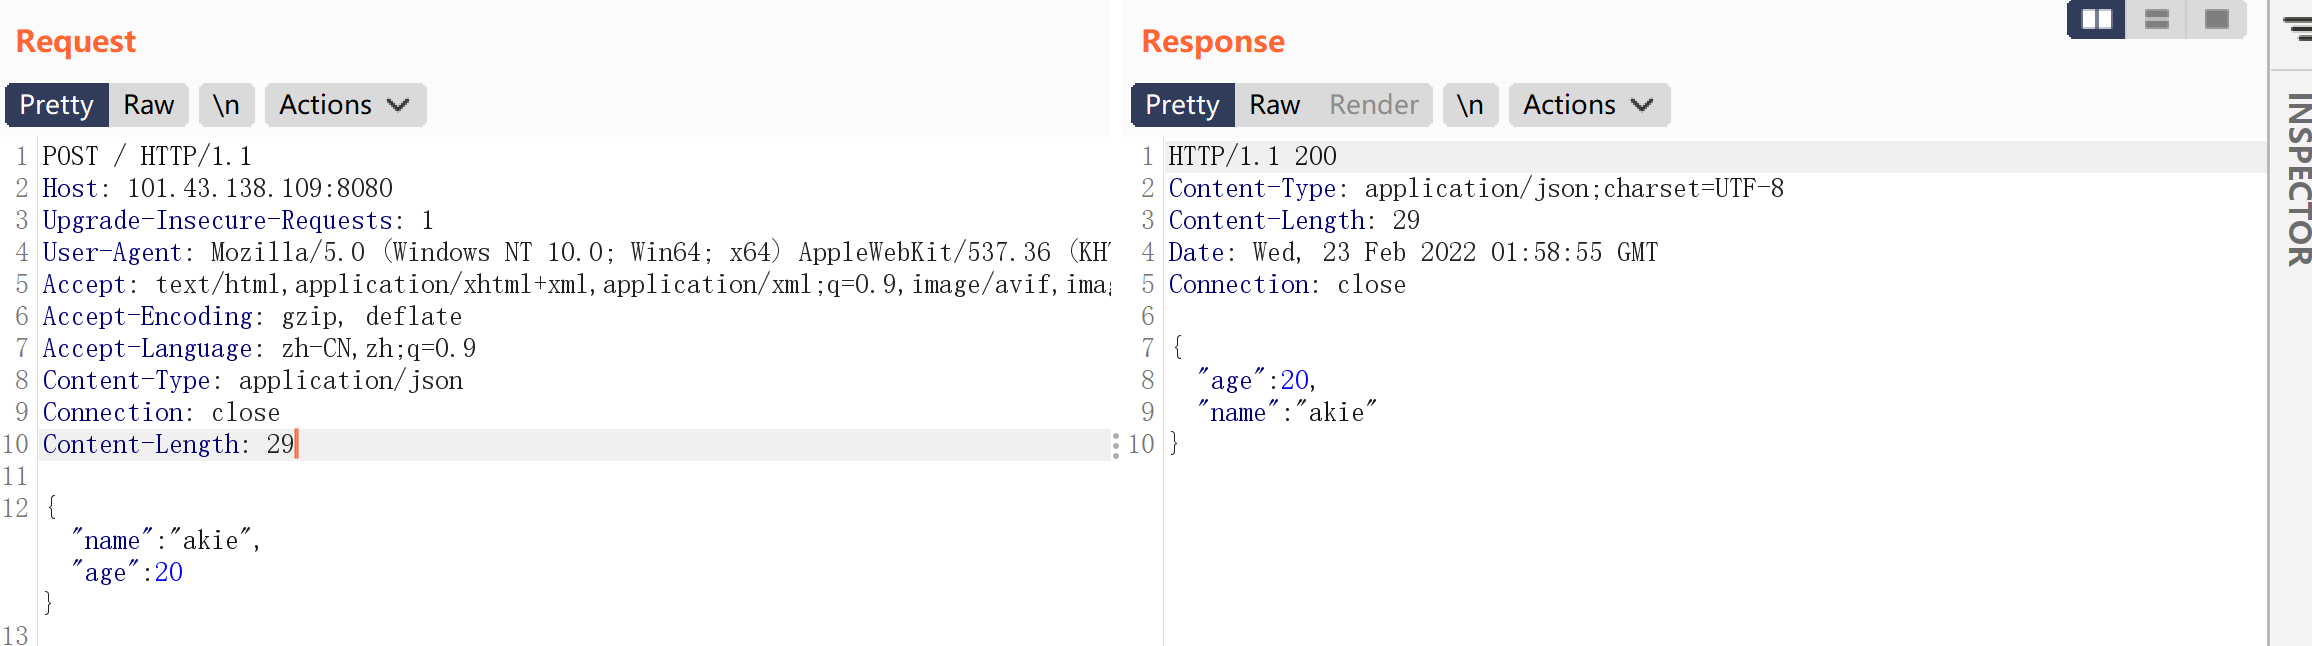 Request
Pretty Raw \n Actions
1 POST / HTTP/1.1
2 Host: 101.43.138.109:8080
3 Upgrade-Insecure-Requests: 1
4 User-Agent: Mozilla/5.0 (Windows NT 10.0; Win64; x64) AppleWebKit/537.36 (KH
5 Accept: text/html,application/xhtml+xml,application/xml;q=0.9,image/avif,ima
6 Accept-Encoding: gzip, deflate
7 Accept-Language: zh-CN,zh;q=0.9
8 Content-Type: application/json
9 Connection: close
10 Content-Length: 29
11
12 {
"name":"akie",
"age":20
}
13
Response
Pretty Raw Render \n Actions
1 HTTP/1.1 200
2 Content-Type: application/json;charset=UTF-8
3 Content-Length: 29
4 Date: Wed, 23 Feb 2022 01:58:55 GMT
5 Connection: close
6
7 {
8 "age":20,
9 "name":"akie"
10 }
INSPECTOR